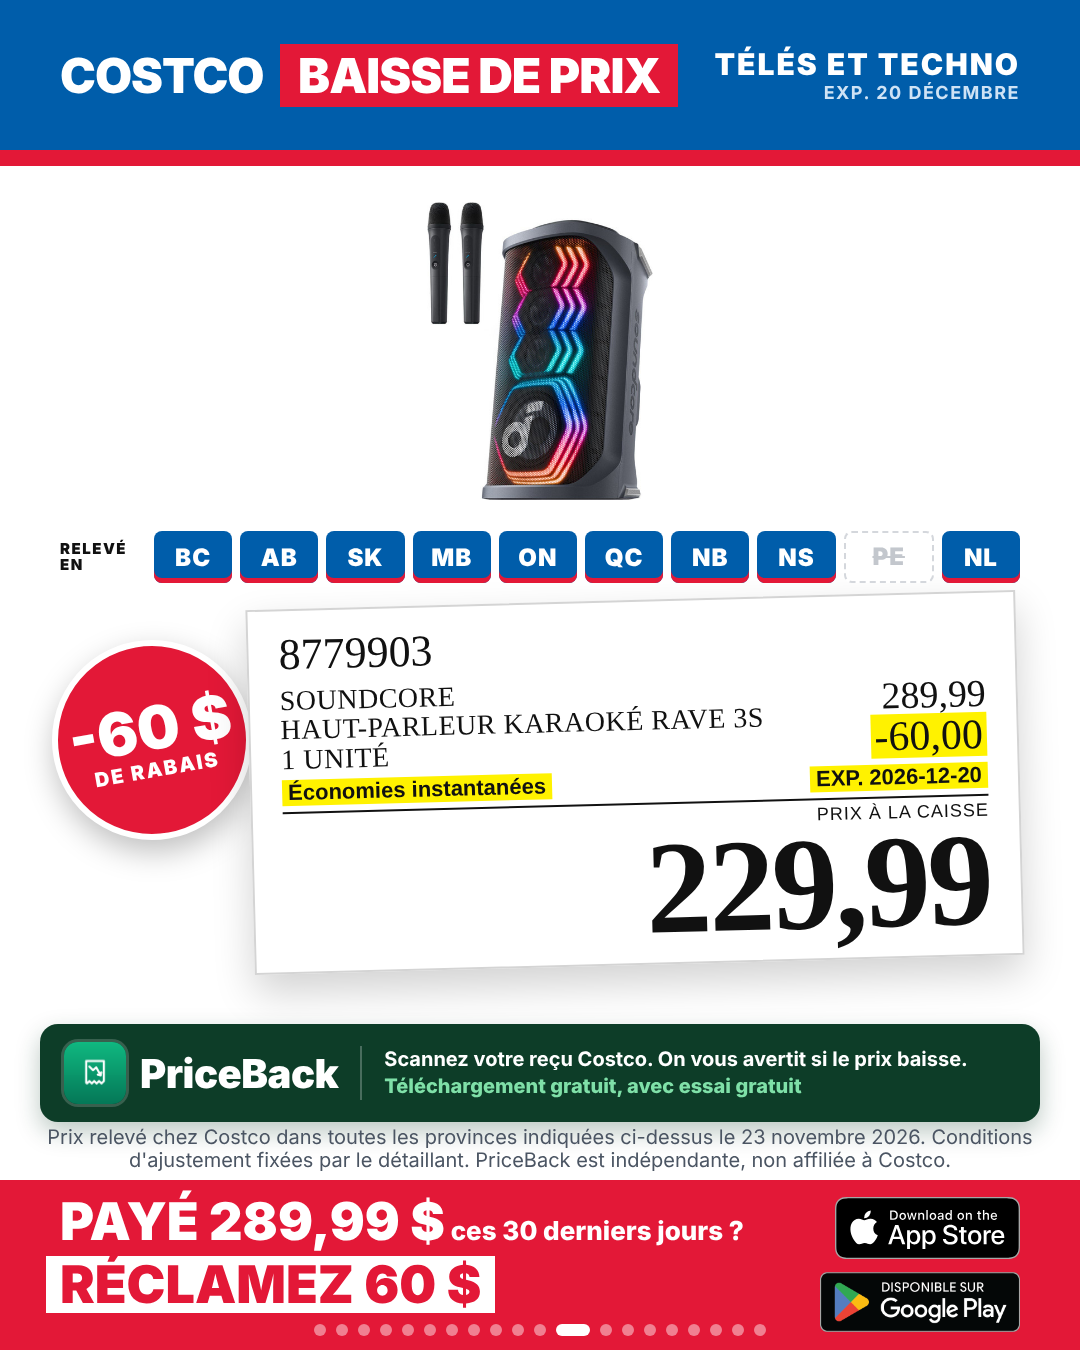 COSTCO BAISSE DE PRIX
TÉLÉS ET TECHNO
EXP. 20 DÉCEMBRE
soundcore
RELEVÉ EN
BC AB SK MB ON QC NB NS PE NL
-60 $
DE RABAIS
8779903
SOUNDCORE
HAUT-PARLEUR KARAOKÉ RAVE 3S
1 UNITÉ
Économies instantanées
289,99
-60,00
EXP. 2026-12-20
PRIX À LA CAISSE
229,99
PriceBack
Scannez votre reçu Costco. On vous avertit si le prix baisse.
Téléchargement gratuit, avec essai gratuit
Prix relevé chez Costco dans toutes les provinces indiquées ci-dessus le 23 novembre 2026. Conditions
d'ajustement fixées par le détaillant. PriceBack est indépendante, non affiliée à Costco.
PAYÉ 289,99 $ ces 30 derniers jours ?
RÉCLAMEZ 60 $
Download on the
App Store
DISPONIBLE SUR
Google Play